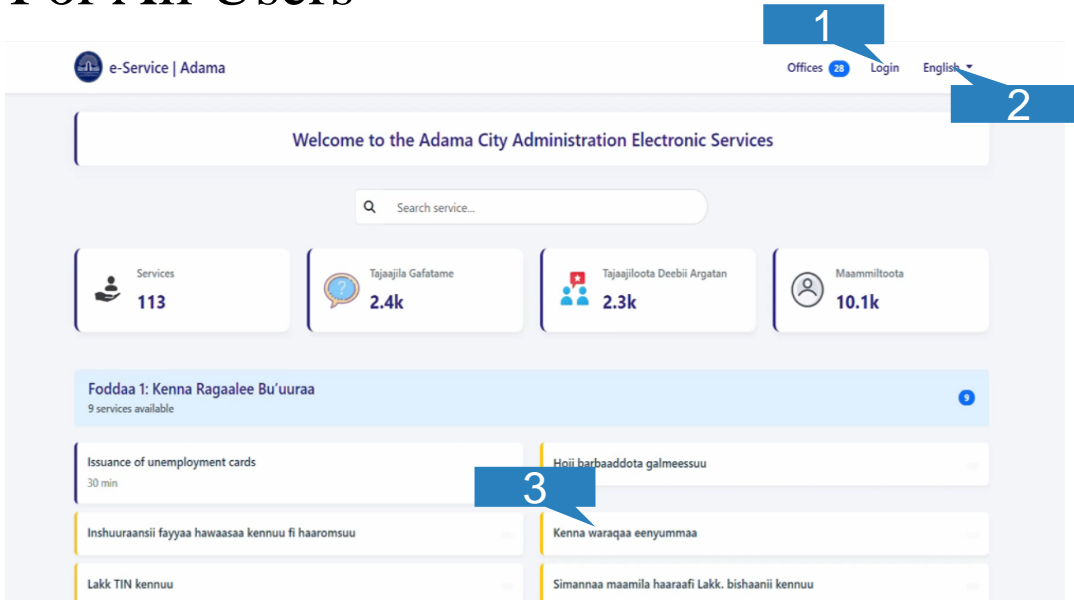 For All Users
1
e-Service | Adama
Offices 28 Login English
2
Welcome to the Adama City Administration Electronic Services
Search service...
Services
113
Tajaajila Gafatame
2.4k
Tajaajiloota Deebii Argatan
2.3k
Maammiltoota
10.1k
Foddaa 1: Kenna Ragaalee Bu'uuraa
9 services available
9
Issuance of unemployment cards
30 min
Hojj barbaaddota galmeessuu
3
Inshuuraansii fayyaa hawaasaa kennuu fi haaromsuu
Kenna waraqaa eenyummaa
Lakk TIN kennuu
Simannaa maamila haaraafi Lakk. bishaanii kennuu